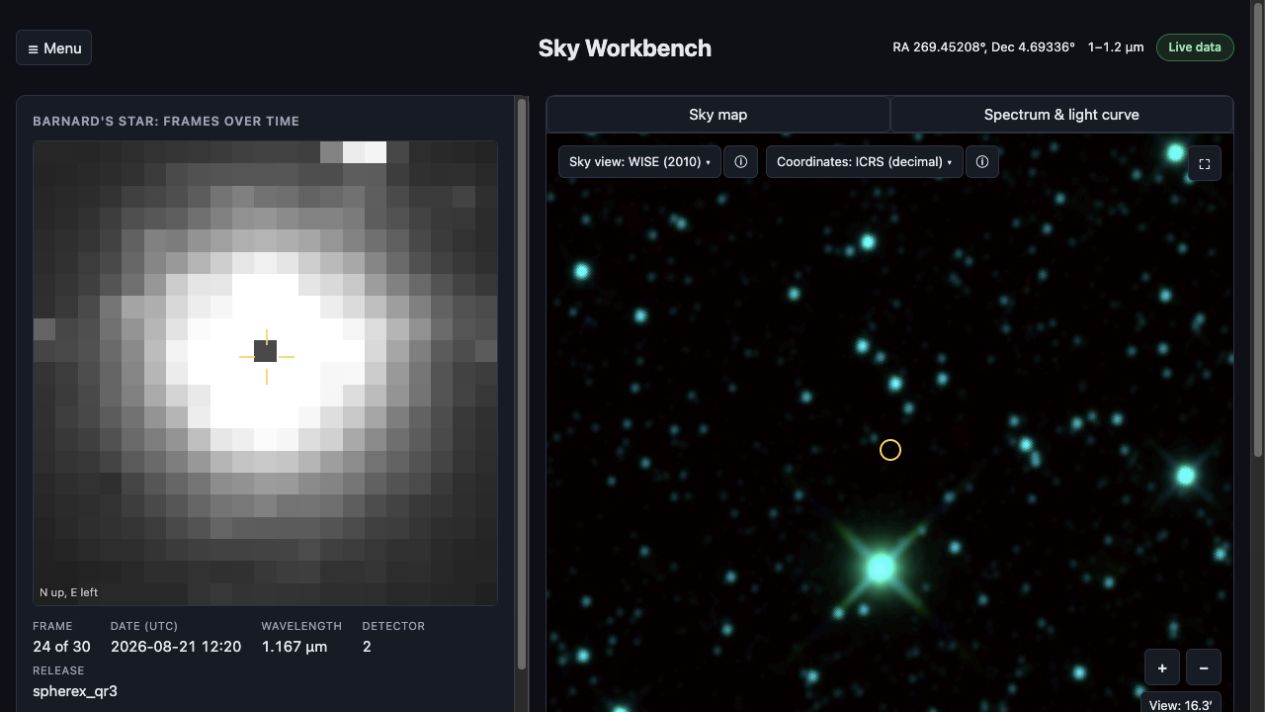 ≡ Menu
Sky Workbench
RA 269.45208°, Dec 4.69336° 1–1.2 μm Live data
BARNARD'S STAR: FRAMES OVER TIME
N up, E left
FRAME DATE (UTC) WAVELENGTH DETECTOR
24 of 30 2026-08-21 12:20 1.167 μm 2
RELEASE
spherex_qr3
Sky map Spectrum & light curve
Sky view: WISE (2010) ▾ ⓘ Coordinates: ICRS (decimal) ▾ ⓘ
+ −
View: 16.3′